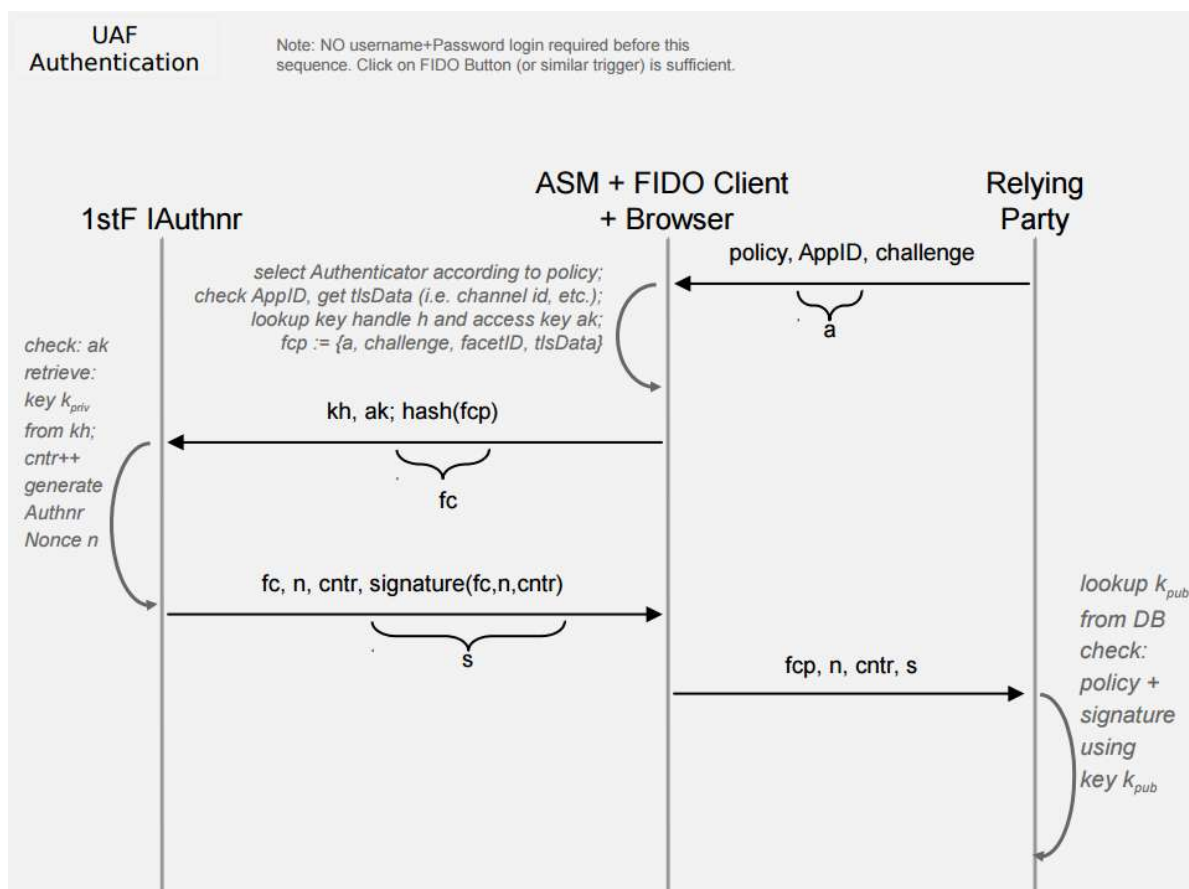 UAF
Authentication
Note: NO username+Password login required before this
sequence. Click on FIDO Button (or similar trigger) is sufficient.
1stF IAuthnr
ASM + FIDO Client
+ Browser
Relying
Party
policy, AppID, challenge
a
select Authenticator according to policy;
check AppID, get tlsData (i.e. channel id, etc.);
lookup key handle h and access key ak;
fcp := {a, challenge, facetID, tlsData}
kh, ak; hash(fcp)
fc
check: ak
retrieve:
key k_priv
from kh;
cntr++
generate
Authnr
Nonce n
fc, n, cntr, signature(fc,n,cntr)
s
fcp, n, cntr, s
lookup k_pub
from DB
check:
policy +
signature
using
key k_pub